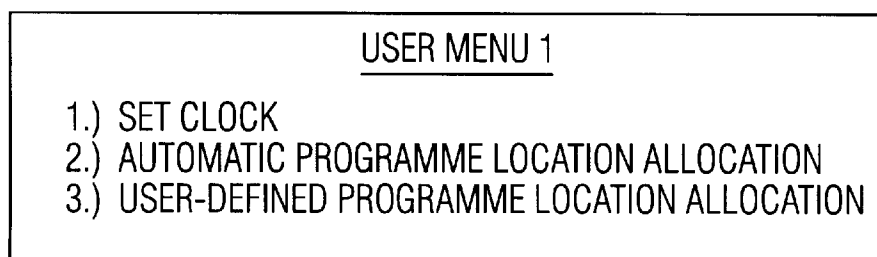 USER MENU 1
1.) SET CLOCK
2.) AUTOMATIC PROGRAMME LOCATION ALLOCATION
3.) USER-DEFINED PROGRAMME LOCATION ALLOCATION